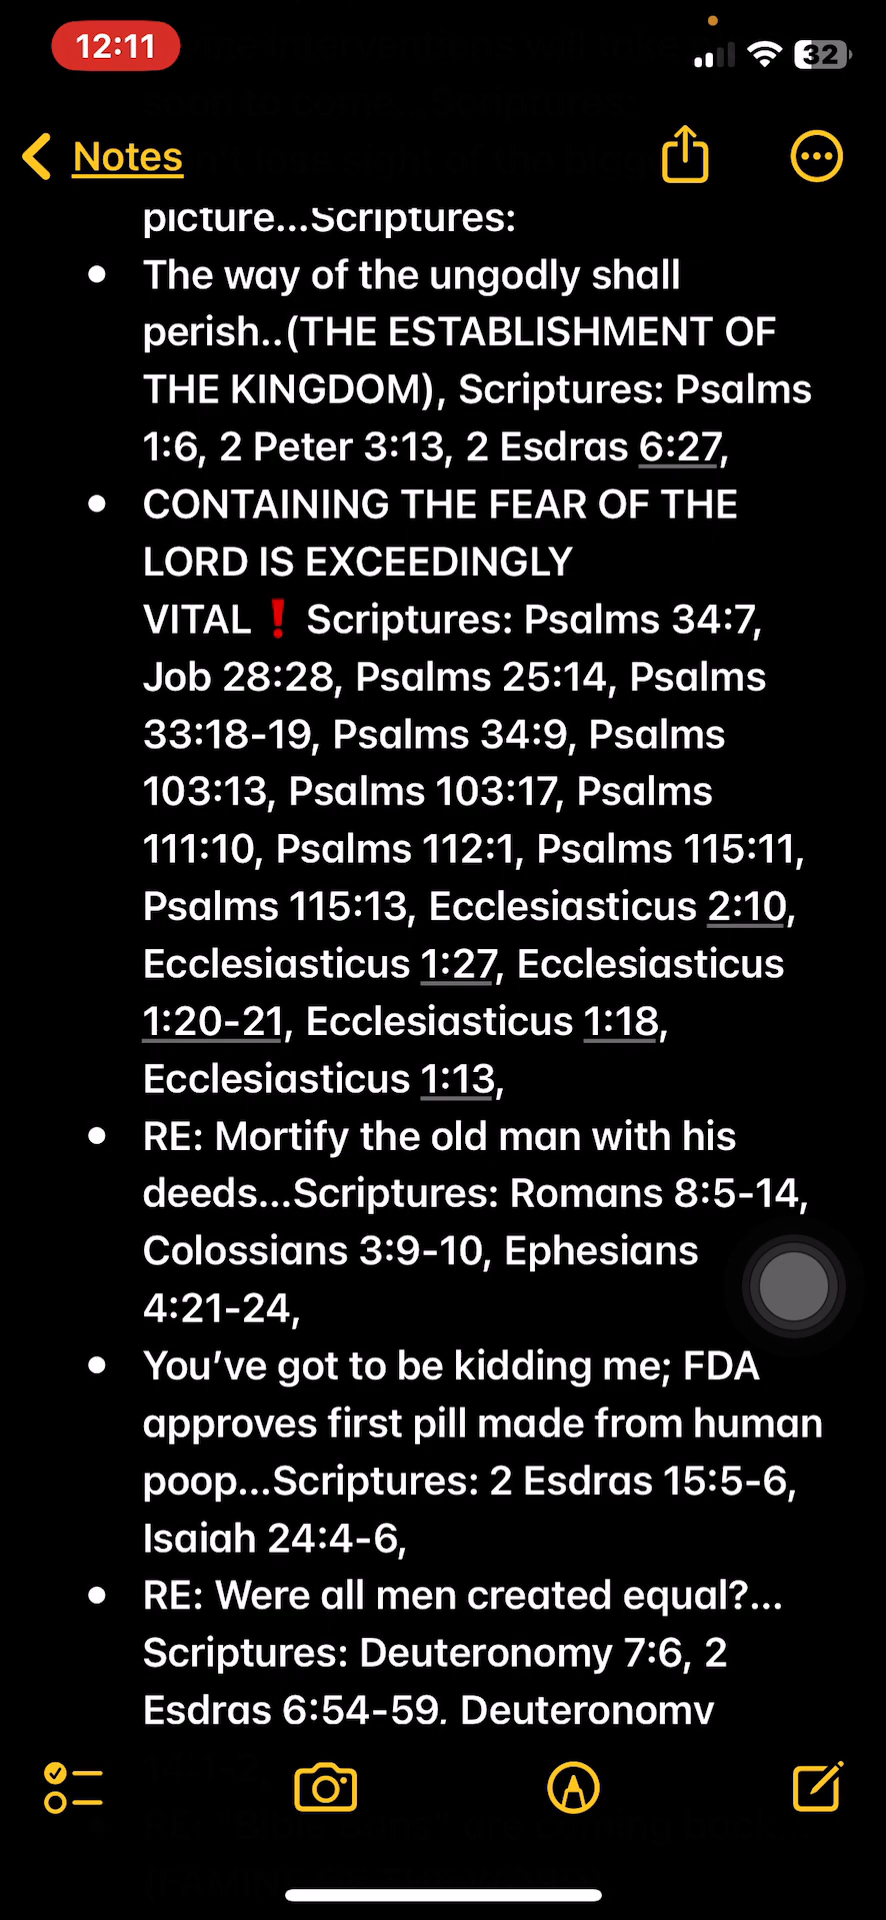 12:11
32
Notes
picture...Scriptures:
• The way of the ungodly shall
perish..(THE ESTABLISHMENT OF
THE KINGDOM), Scriptures: Psalms
1:6, 2 Peter 3:13, 2 Esdras 6:27,
• CONTAINING THE FEAR OF THE
LORD IS EXCEEDINGLY
VITAL❗ Scriptures: Psalms 34:7,
Job 28:28, Psalms 25:14, Psalms
33:18-19, Psalms 34:9, Psalms
103:13, Psalms 103:17, Psalms
111:10, Psalms 112:1, Psalms 115:11,
Psalms 115:13, Ecclesiasticus 2:10,
Ecclesiasticus 1:27, Ecclesiasticus
1:20-21, Ecclesiasticus 1:18,
Ecclesiasticus 1:13,
• RE: Mortify the old man with his
deeds...Scriptures: Romans 8:5-14,
Colossians 3:9-10, Ephesians
4:21-24,
• You’ve got to be kidding me; FDA
approves first pill made from human
poop...Scriptures: 2 Esdras 15:5-6,
Isaiah 24:4-6,
• RE: Were all men created equal?...
Scriptures: Deuteronomy 7:6, 2
Esdras 6:54-59, Deuteronomy